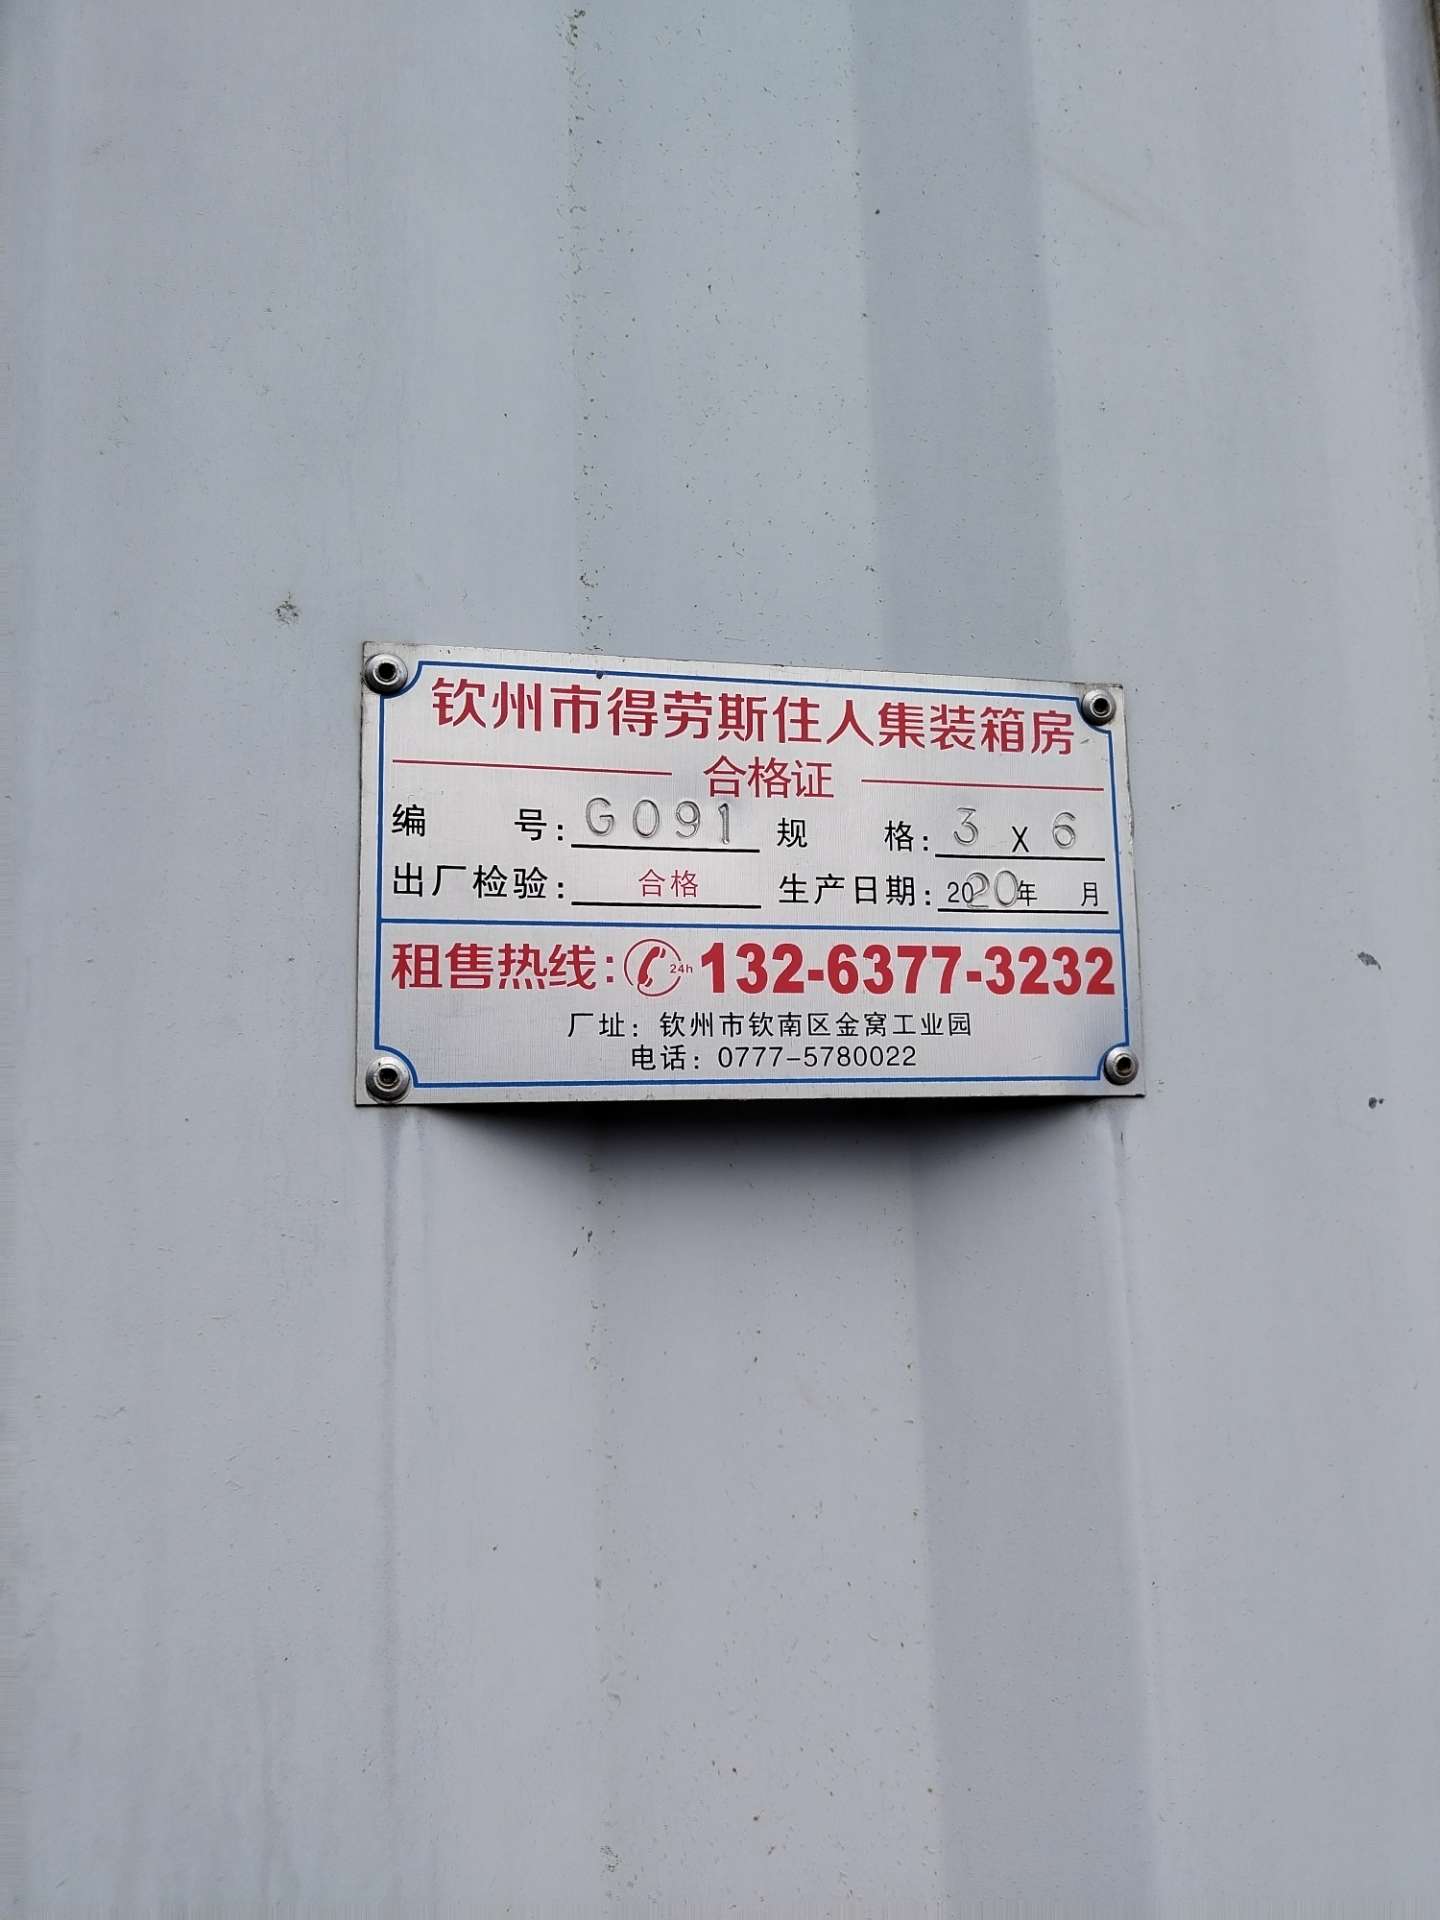 钦州市得劳斯住人集装箱房
合格证
编 号: G091 规 格: 3 X 6
出厂检验: 合格 生产日期: 2020年 月
租售热线: 24h 132-6377-3232
厂址: 钦州市钦南区金窝工业园
电话: 0777-5780022